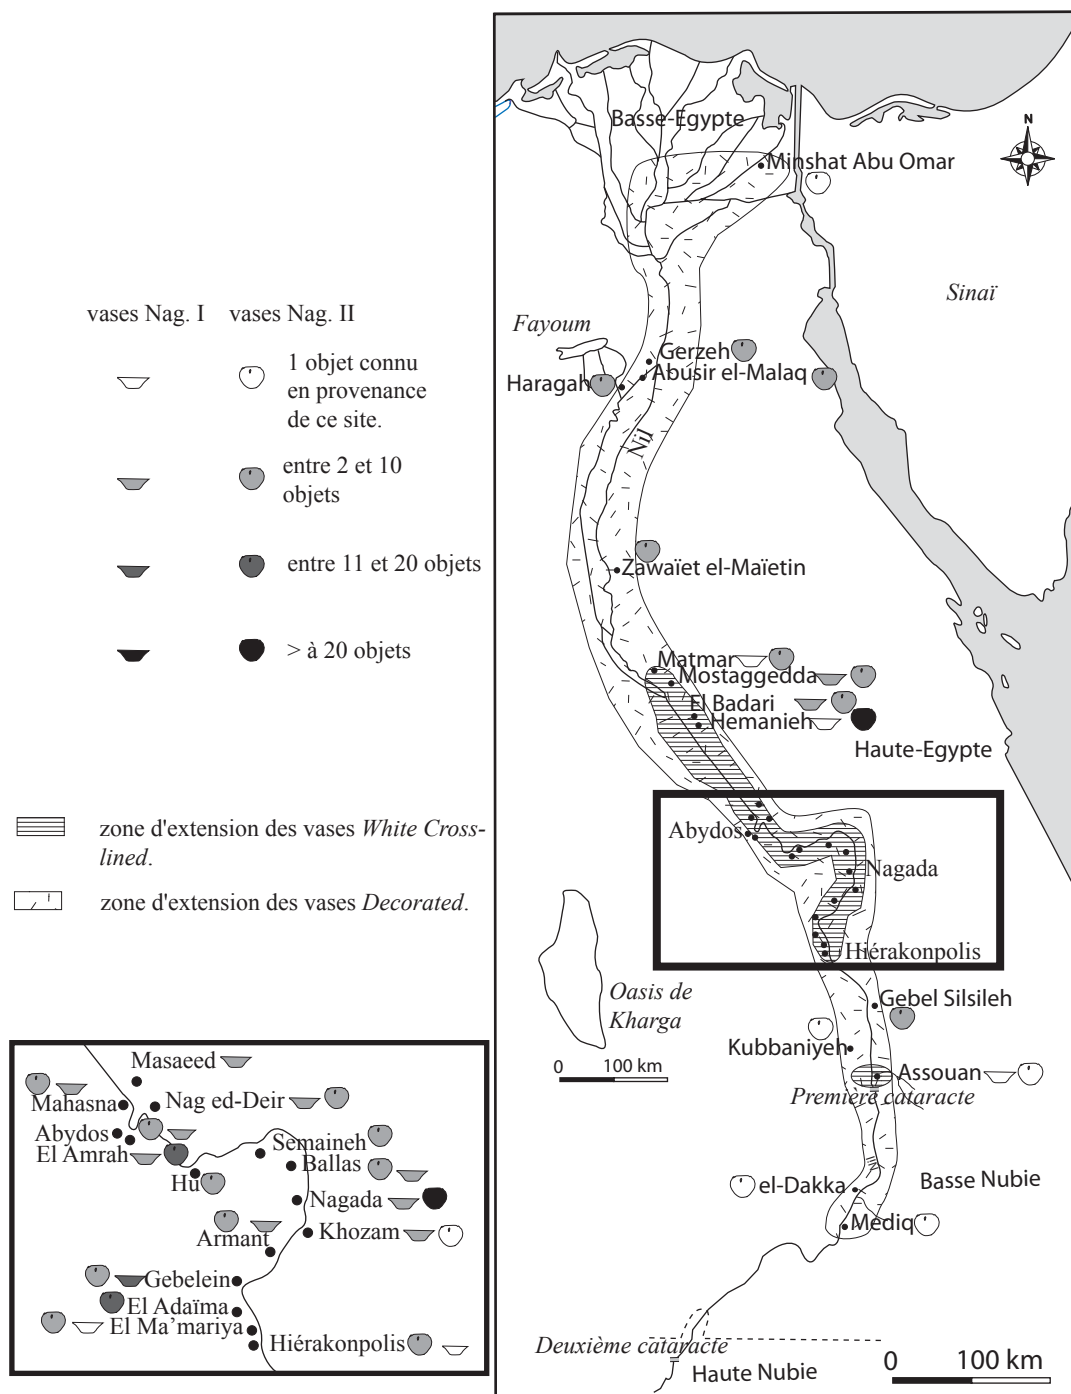 vases Nag. I
vases Nag. II
1 objet connu
en provenance
de ce site.
entre 2 et 10
objets
entre 11 et 20 objets
> à 20 objets
zone d'extension des vases White Cross-
lined.
zone d'extension des vases Decorated.
Basse-Egypte
N
Minshat Abu Omar
Sinaï
Fayoum
Gerzeh
Abusir el-Malaq
Haragah
Nil
Zawaïet el-Maïetin
Matmar
Mostaggedda
El Badari
Hemanieh
Haute-Egypte
Abydos
Nagada
Hiérakonpolis
Oasis de
Kharga
Gebel Silsileh
Kubbaniyeh
0 100 km
Assouan
Première cataracte
el-Dakka
Basse Nubie
Mediq
Deuxième cataracte
Haute Nubie
0 100 km
Masaeed
Mahasna
Nag ed-Deir
Abydos
El Amrah
Semaineh
Ballas
Hu
Nagada
Khozam
Armant
Gebelein
El Adaïma
El Ma'mariya
Hiérakonpolis